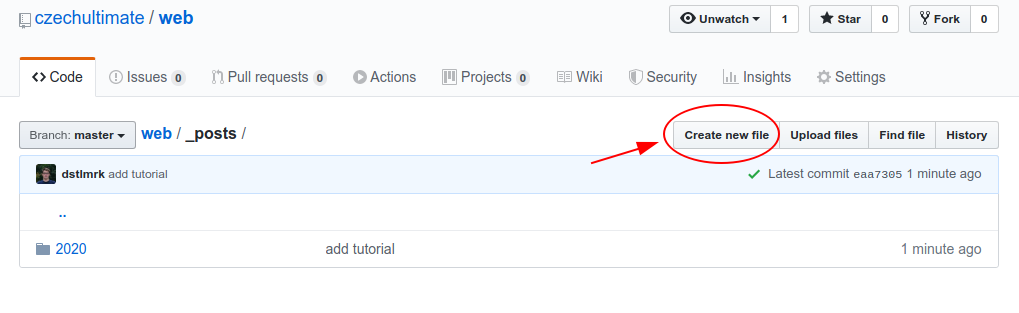 czechultimate / web Unwatch 1 Star 0 Fork 0
Code Issues 0 Pull requests 0 Actions Projects 0 Wiki Security Insights Settings
Branch: master web / _posts / Create new file Upload files Find file History
dstlmrk add tutorial Latest commit eaa7305 1 minute ago
..
2020 add tutorial 1 minute ago